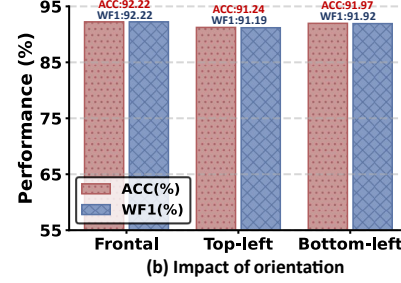 ACC:92.22 ACC:91.24 ACC:91.97
WF1:92.22 WF1:91.19 WF1:91.92
95
85
75
65
55
Performance (%)
ACC(%)
WF1(%)
Frontal Top-left Bottom-left
(b) Impact of orientation